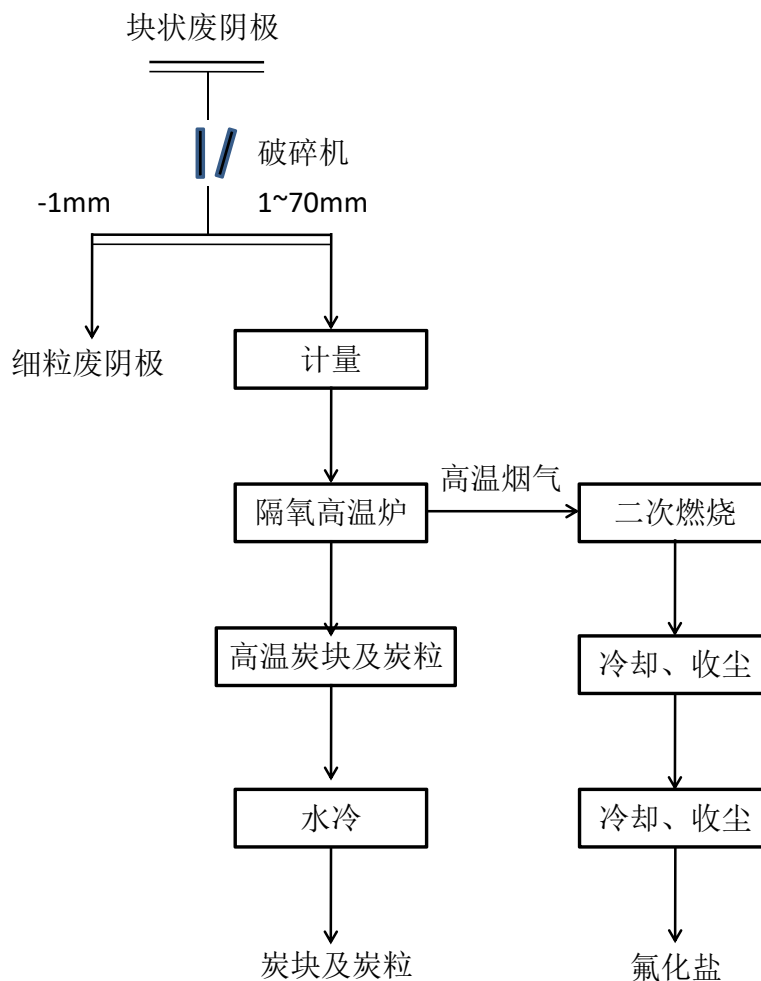 块状废阴极
破碎机
-1mm
1~70mm
细粒废阴极
计量
高温烟气
隔氧高温炉
二次燃烧
高温炭块及炭粒
冷却、收尘
水冷
冷却、收尘
炭块及炭粒
氟化盐